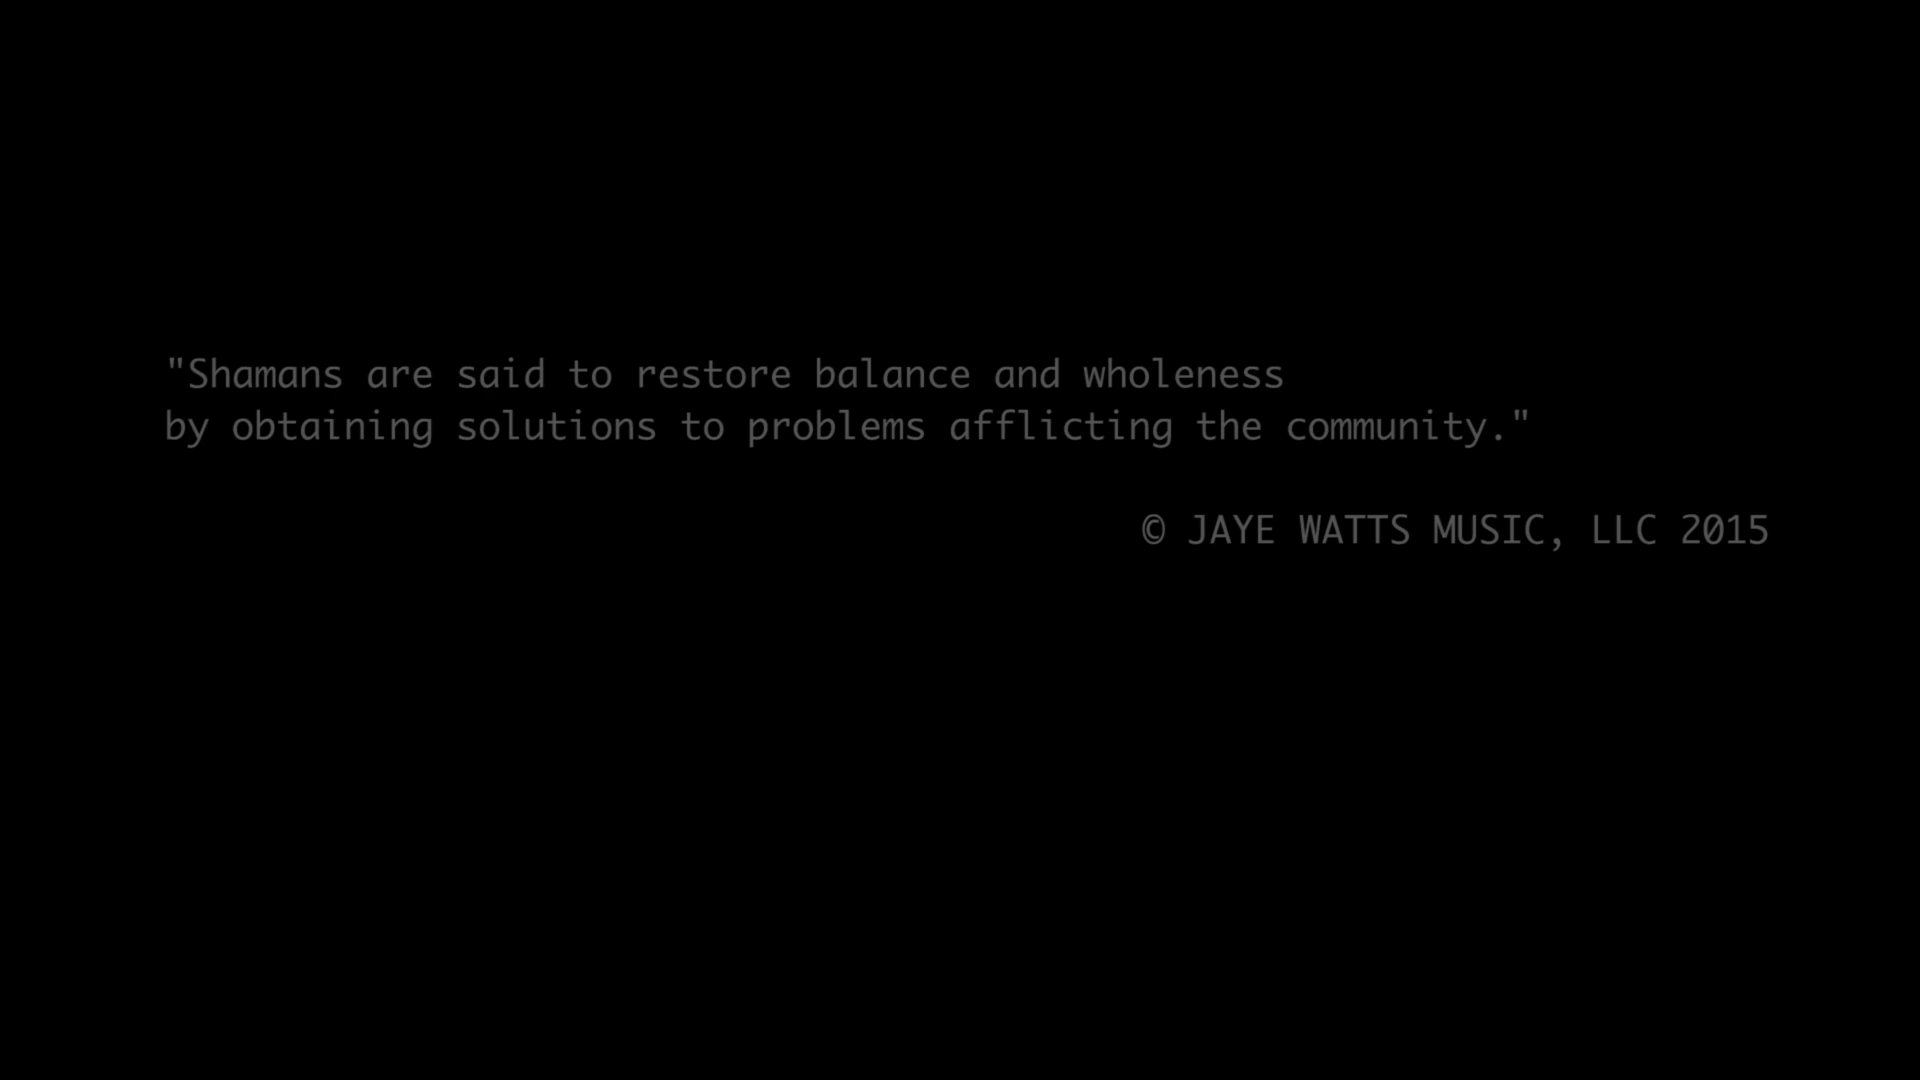 "Shamans are said to restore balance and wholeness
by obtaining solutions to problems afflicting the community."
© JAYE WATTS MUSIC, LLC 2015